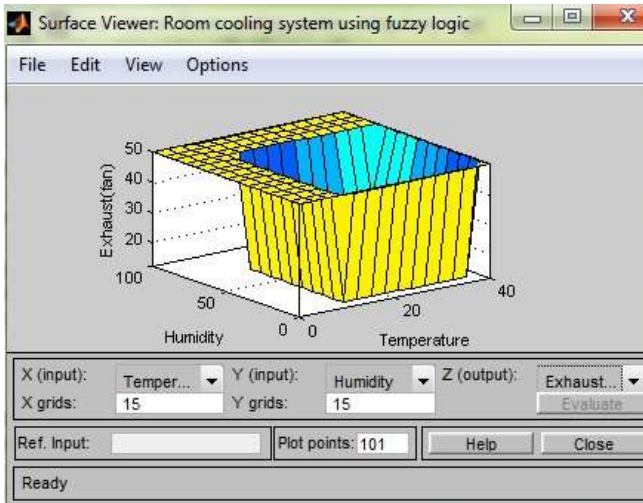 Surface Viewer: Room cooling system using fuzzy logic
File Edit View Options
50
40
30
20
Exhaust(fan)
100
50
0
Humidity
0
20
40
Temperature
X (input): Temper... Y (input): Humidity Z (output): Exhaust...
X grids: 15 Y grids: 15 Evaluate
Ref. Input: Plot points: 101 Help Close
Ready